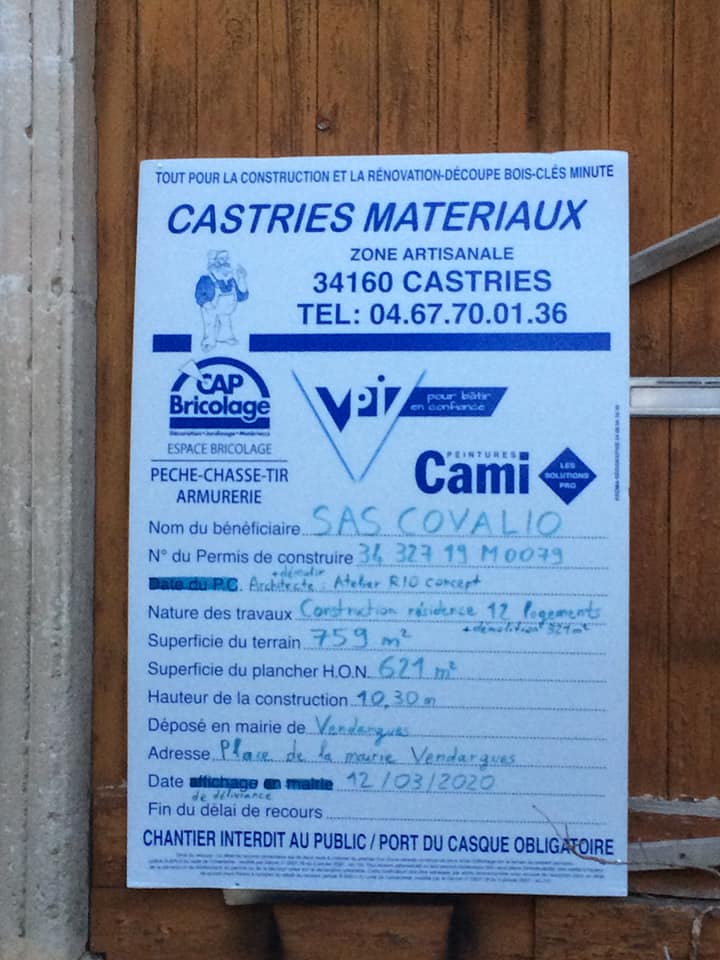 TOUT POUR LA CONSTRUCTION ET LA RÉNOVATION-DÉCOUPE BOIS-CLÉS MINUTE
CASTRIES MATERIAUX
ZONE ARTISANALE
34160 CASTRIES
TEL: 04.67.70.01.36
CAP
Bricolage
Décoration - Jardinage - Matériaux
ESPACE BRICOLAGE
PECHE-CHASSE-TIR
ARMURERIE
VPI pour bâtir
en confiance
PEINTURES
Cami
LES
SOLUTIONS
PRO
Nom du bénéficiaire SAS COVALIO
N° du Permis de construire 34 327 19 M0079
+ démolir
Date du P.C. Architecte : Atelier R10 concept
Nature des travaux Construction résidence 12 logements
+ démolition 321 m²
Superficie du terrain 759 m²
Superficie du plancher H.O.N. 621 m²
Hauteur de la construction 10,30 m
Déposé en mairie de Vendargues
Adresse Place de la mairie Vendargues
Date affichage en mairie 12/03/2020
de délivrance
Fin du délai de recours
CHANTIER INTERDIT AU PUBLIC / PORT DU CASQUE OBLIGATOIRE